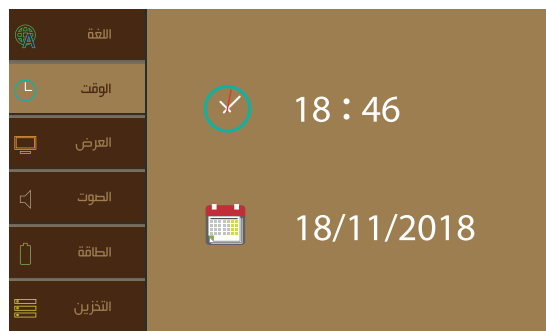 اللغة
الوقت
العرض
الصوت
الطاقة
التخزين
18 : 46
18/11/2018